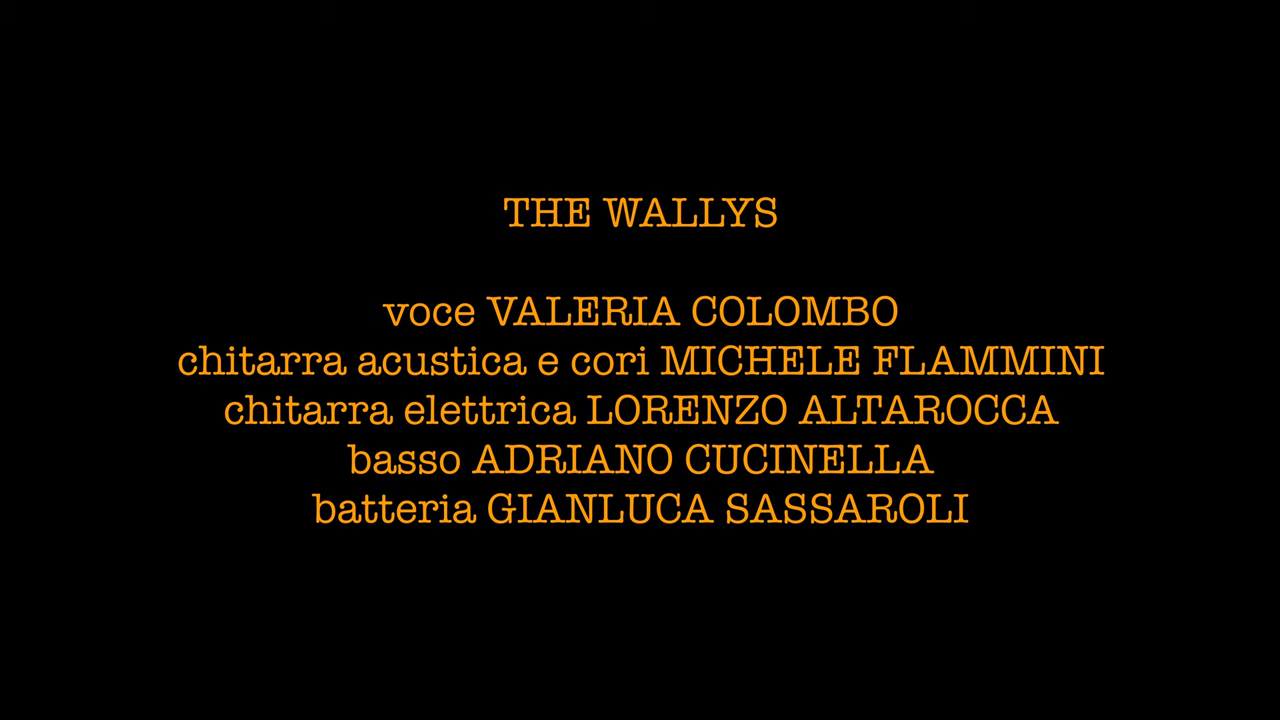 THE WALLYS
voce VALERIA COLOMBO
chitarra acustica e cori MICHELE FLAMMINI
chitarra elettrica LORENZO ALTAROCCA
basso ADRIANO CUCINELLA
batteria GIANLUCA SASSAROLI